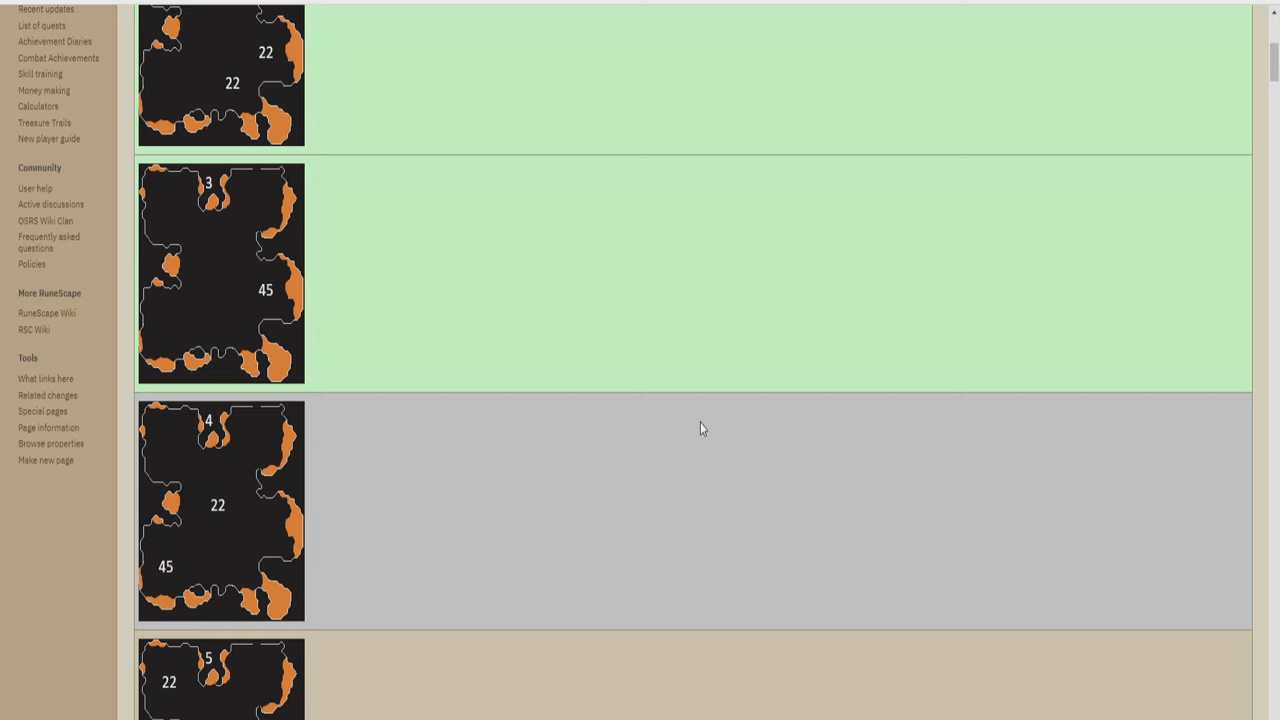 Recent updates
List of quests
Achievement Diaries
Combat Achievements
Skill training
Money making
Calculators
Treasure Trails
New player guide
Community
User help
Active discussions
OSRS Wiki Clan
Frequently asked
questions
Policies
More RuneScape
RuneScape Wiki
RSC Wiki
Tools
What links here
Related changes
Special pages
Page information
Browse properties
Make new page
22
22
3
45
4
22
45
5
22